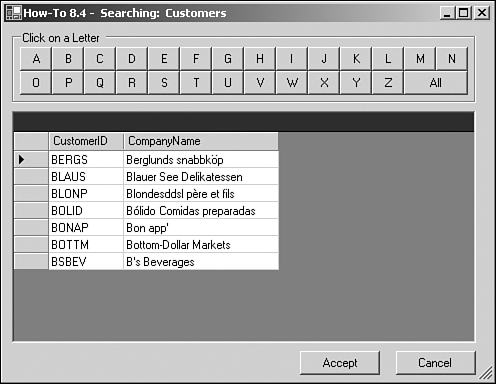 How-To 8.4 - Searching: Customers
Click on a Letter
A B C D E F G H I J K L M N
O P Q R S T U V W X Y Z All
CustomerID CompanyName
BERGS Berglunds snabbköp
BLAUS Blauer See Delikatessen
BLONP Blondesddsl père et fils
BOLID Bólido Comidas preparadas
BONAP Bon app'
BOTTM Bottom-Dollar Markets
BSBEV B's Beverages
Accept Cancel